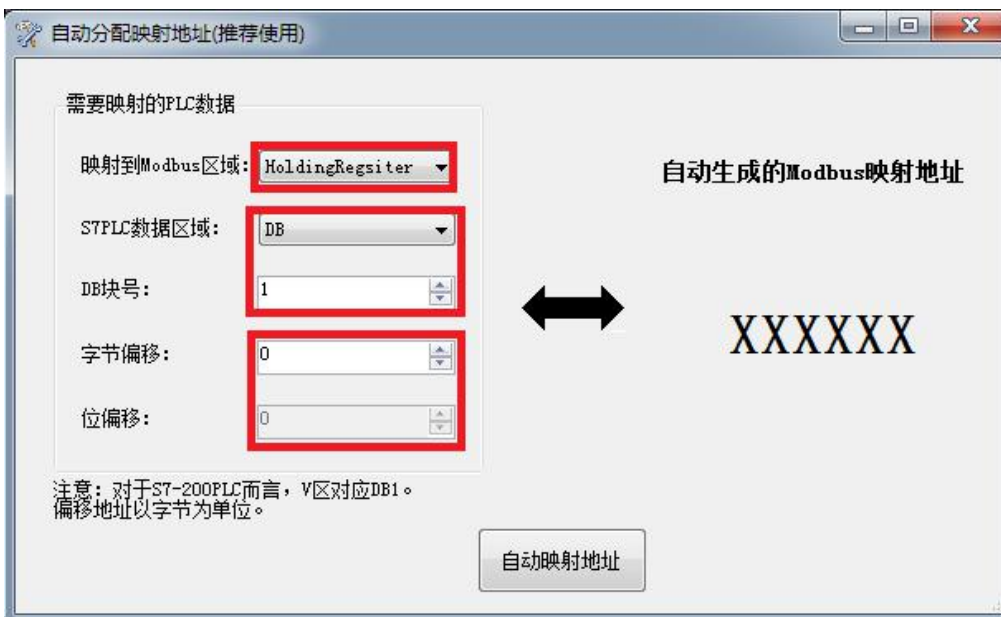 自动分配映射地址(推荐使用)
需要映射的PLC数据
映射到Modbus区域:
HoldingRegsiter
S7PLC数据区域:
DB
DB块号:
1
字节偏移:
0
位偏移:
0
注意: 对于S7-200PLC而言，V区对应DB1。
偏移地址以字节为单位。
自动生成的Modbus映射地址
XXXXXX
自动映射地址